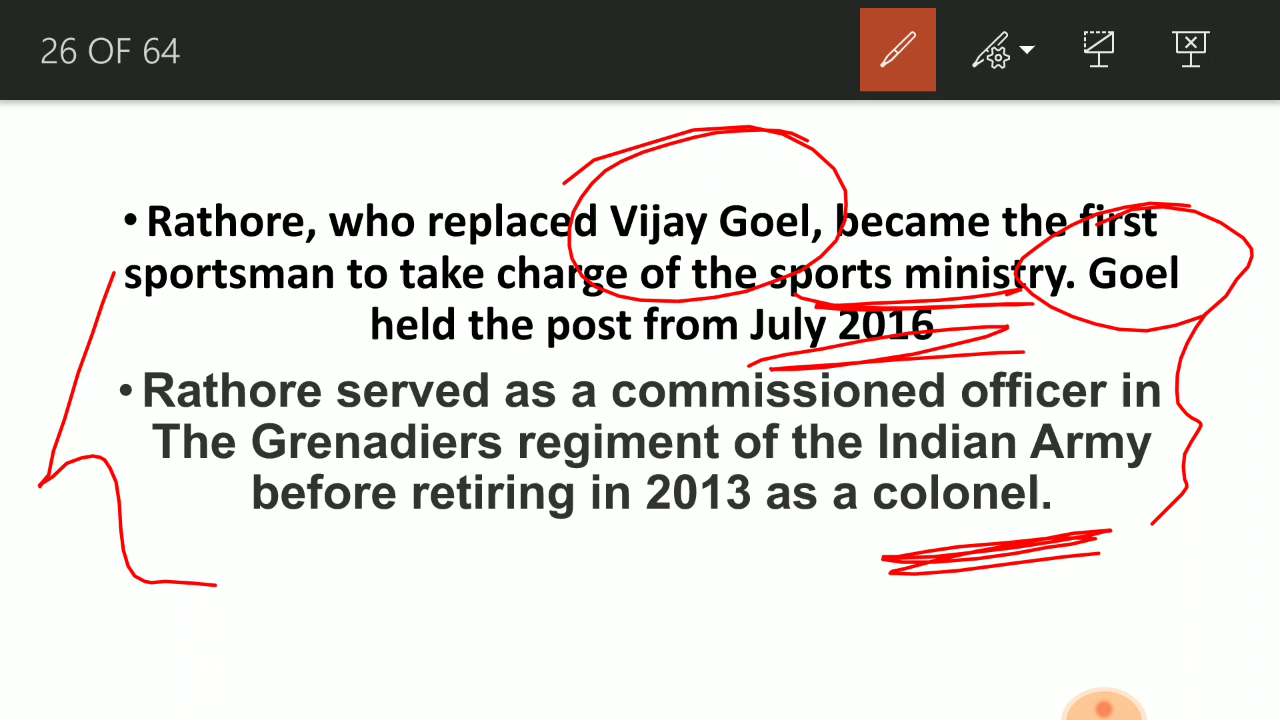 26 OF 64
• Rathore, who replaced Vijay Goel, became the first
sportsman to take charge of the sports ministry. Goel
held the post from July 2016
• Rathore served as a commissioned officer in
The Grenadiers regiment of the Indian Army
before retiring in 2013 as a colonel.